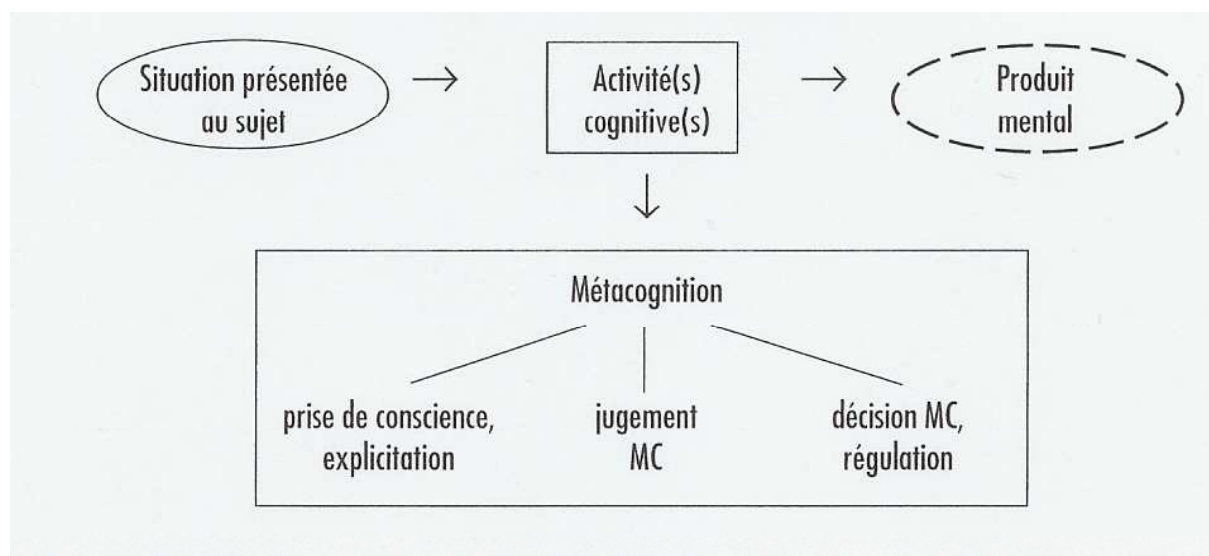 Situation présentée
au sujet
Activité(s)
cognitive(s)
Produit
mental
Métacognition
prise de conscience,
explicitation
jugement
MC
décision MC,
régulation